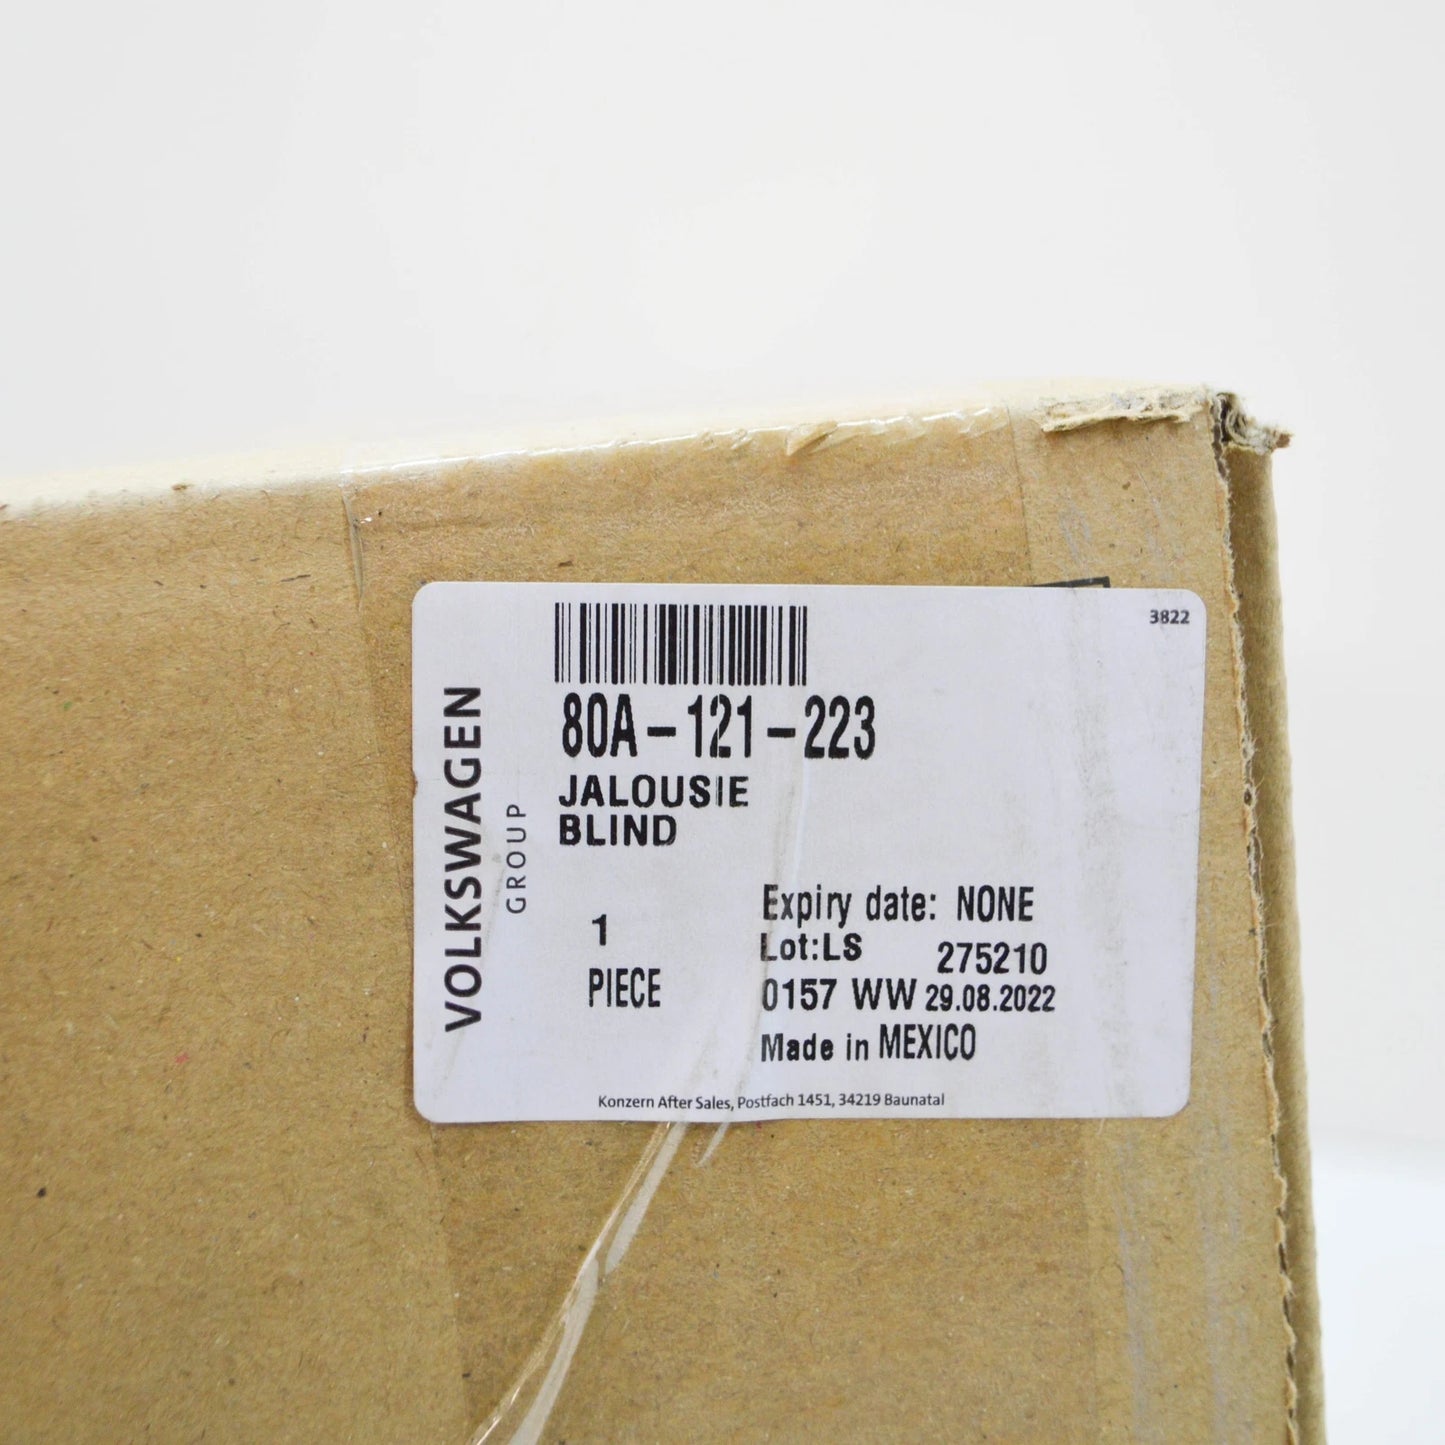 3822
80A-121-223
JALOUSIE
BLIND
VOLKSWAGEN
GROUP
1
PIECE
Expiry date: NONE
Lot:LS 275210
0157 WW 29.08.2022
Made in MEXICO
Konzern After Sales, Postfach 1451, 34219 Baunatal